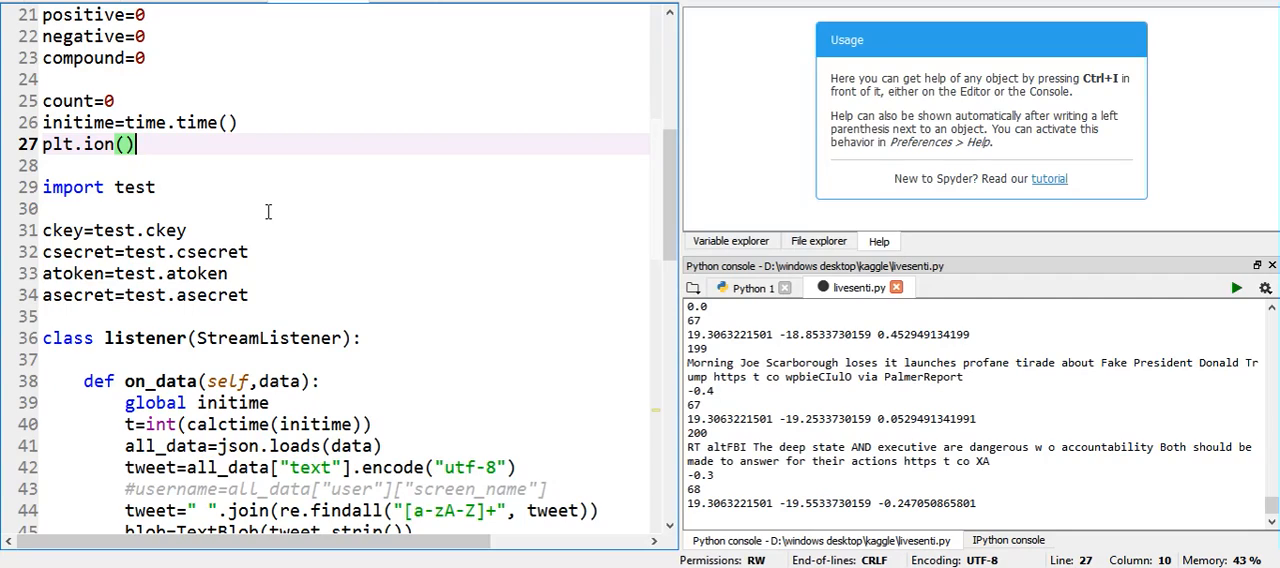 21 positive=0
22 negative=0
23 compound=0
24
25 count=0
26 initime=time.time()
27 plt.ion()
28
29 import test
30
31 ckey=test.ckey
32 csecret=test.csecret
33 atoken=test.atoken
34 asecret=test.asecret
35
36 class listener(StreamListener):
37
38 def on_data(self,data):
39 global initime
40 t=int(calctime(initime))
41 all_data=json.loads(data)
42 tweet=all_data["text"].encode("utf-8")
43 #username=all_data["user"]["screen_name"]
44 tweet=" ".join(re.findall("[a-zA-Z]+", tweet))
45 blob=TextBlob(tweet.strip())
Usage
Here you can get help of any object by pressing Ctrl+I in
front of it, either on the Editor or the Console.
Help can also be shown automatically after writing a left
parenthesis next to an object. You can activate this
behavior in Preferences > Help.
New to Spyder? Read our tutorial
Variable explorer File explorer Help
Python console - D:\windows desktop\kaggle\livesenti.py
Python 1 livesenti.py
0.0
67
19.3063221501 -18.8533730159 0.452949134199
199
Morning Joe Scarborough loses it launches profane tirade about Fake President Donald Tr
ump https t co wpbieCIulO via PalmerReport
-0.4
67
19.3063221501 -19.2533730159 0.0529491341991
200
RT altFBI The deep state AND executive are dangerous w o accountability Both should be
made to answer for their actions https t co XA
-0.3
68
19.3063221501 -19.5533730159 -0.247050865801
Python console - D:\windows desktop\kaggle\livesenti.py IPython console
Permissions: RW End-of-lines: CRLF Encoding: UTF-8 Line: 27 Column: 10 Memory: 43 %